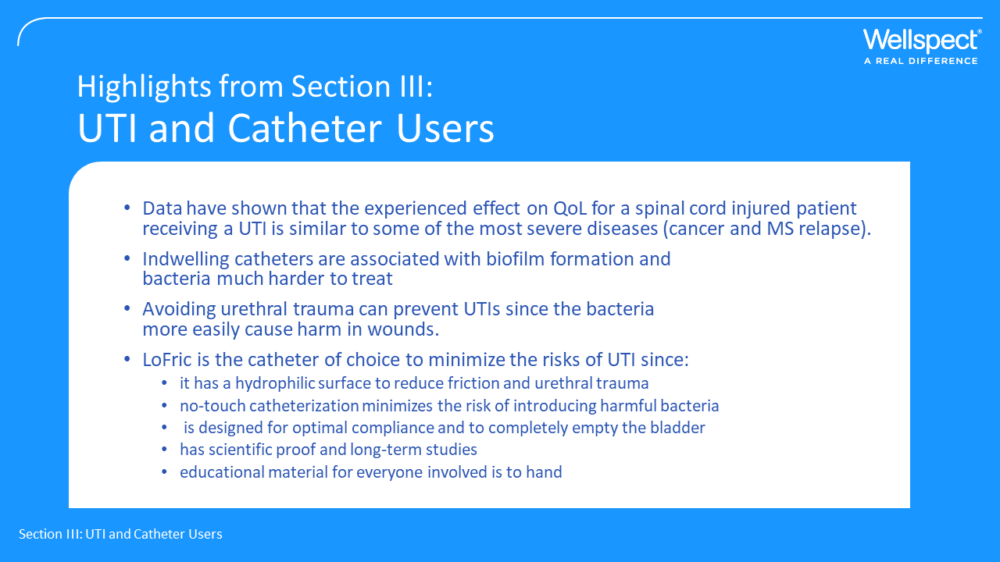 Wellspect®
A REAL DIFFERENCE
Highlights from Section III:
UTI and Catheter Users
• Data have shown that the experienced effect on QoL for a spinal cord injured patient
receiving a UTI is similar to some of the most severe diseases (cancer and MS relapse).
• Indwelling catheters are associated with biofilm formation and
bacteria much harder to treat
• Avoiding urethral trauma can prevent UTIs since the bacteria
more easily cause harm in wounds.
• LoFric is the catheter of choice to minimize the risks of UTI since:
• it has a hydrophilic surface to reduce friction and urethral trauma
• no-touch catheterization minimizes the risk of introducing harmful bacteria
• is designed for optimal compliance and to completely empty the bladder
• has scientific proof and long-term studies
• educational material for everyone involved is to hand
Section III: UTI and Catheter Users